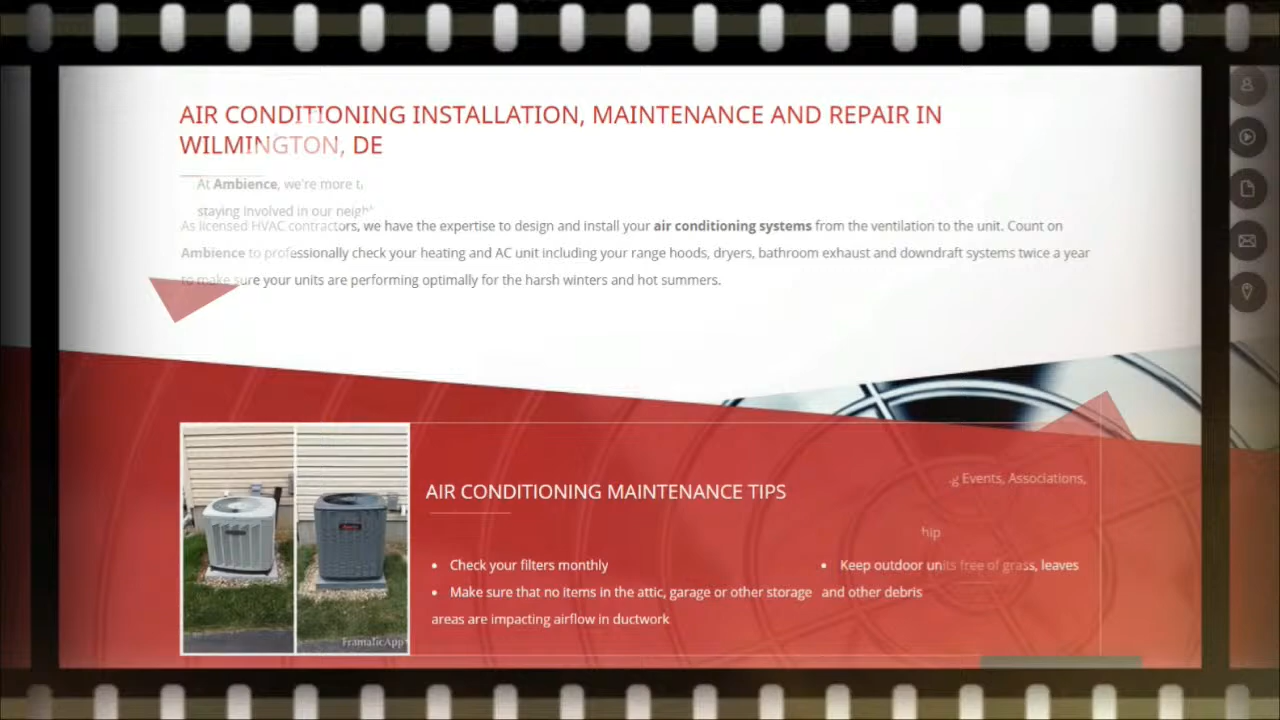 AIR CONDITIONING INSTALLATION, MAINTENANCE AND REPAIR IN
WILMINGTON, DE
At Ambience, we're more t
staying involved in our neigh
As licensed HVAC contractors, we have the expertise to design and install your air conditioning systems from the ventilation to the unit. Count on
Ambience to professionally check your heating and AC unit including your range hoods, dryers, bathroom exhaust and downdraft systems twice a year
to make sure your units are performing optimally for the harsh winters and hot summers.
g Events, Associations,
AIR CONDITIONING MAINTENANCE TIPS
hip
• Check your filters monthly
• Make sure that no items in the attic, garage or other storage
areas are impacting airflow in ductwork
• Keep outdoor units free of grass, leaves
and other debris
FramaticApp